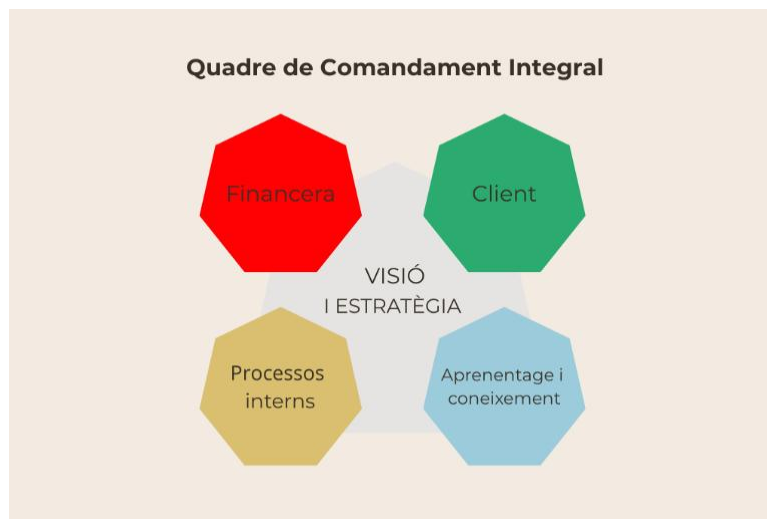 Quadre de Comandament Integral
Financera
Client
VISIÓ
I ESTRATÈGIA
Processos
interns
Aprenentage i
coneixement